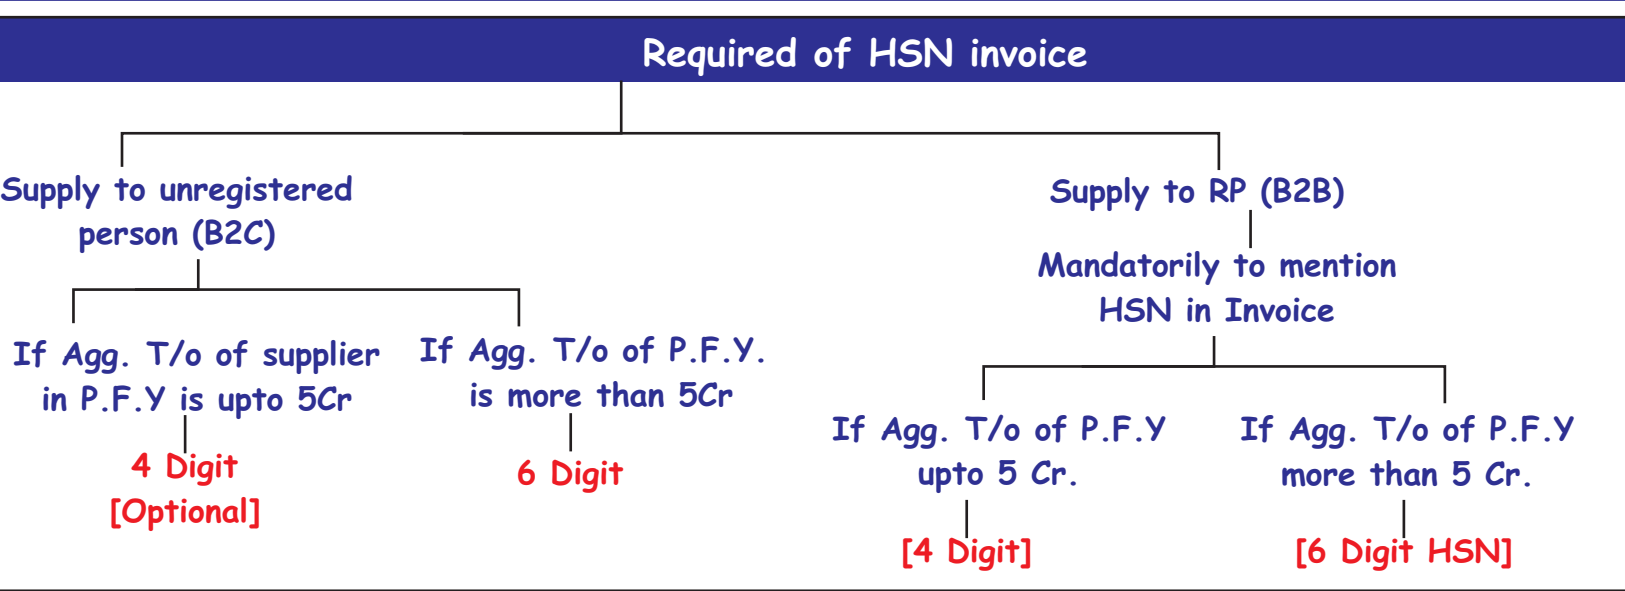 Required of HSN invoice
Supply to unregistered
person (B2C)
If Agg. T/o of supplier
in P.F.Y is upto 5Cr
4 Digit
[Optional]
If Agg. T/o of P.F.Y.
is more than 5Cr
6 Digit
Supply to RP (B2B)
Mandatorily to mention
HSN in Invoice
If Agg. T/o of P.F.Y
upto 5 Cr.
[4 Digit]
If Agg. T/o of P.F.Y
more than 5 Cr.
[6 Digit HSN]